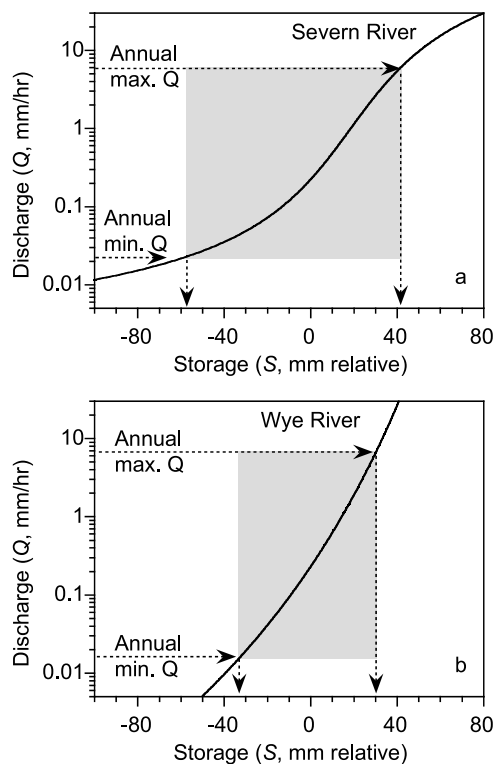 Severn River
Annual
max. Q
Annual
min. Q
10
1
0.1
0.01
Discharge (Q, mm/hr)
a
-80 -40 0 40 80
Storage (S, mm relative)
Wye River
Annual
max. Q
Annual
min. Q
10
1
0.1
0.01
Discharge (Q, mm/hr)
b
-80 -40 0 40 80
Storage (S, mm relative)